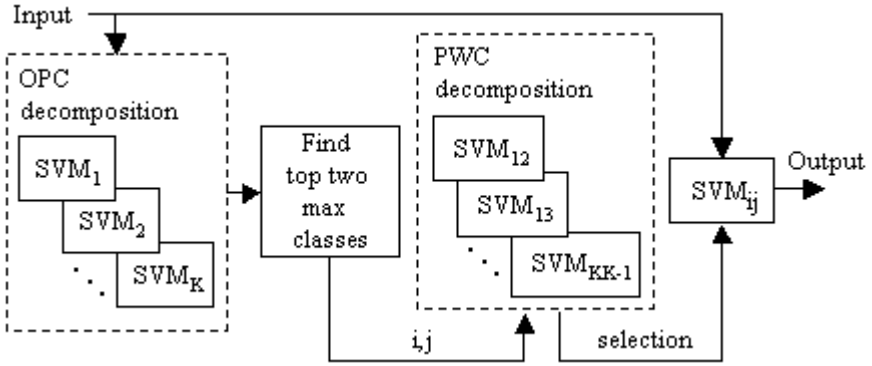 Input
OPC
decomposition
SVM1
SVM2
SVMK
Find
top two
max
classes
PWC
decomposition
SVM12
SVM13
SVMKK-1
SVMij
Output
i,j
selection